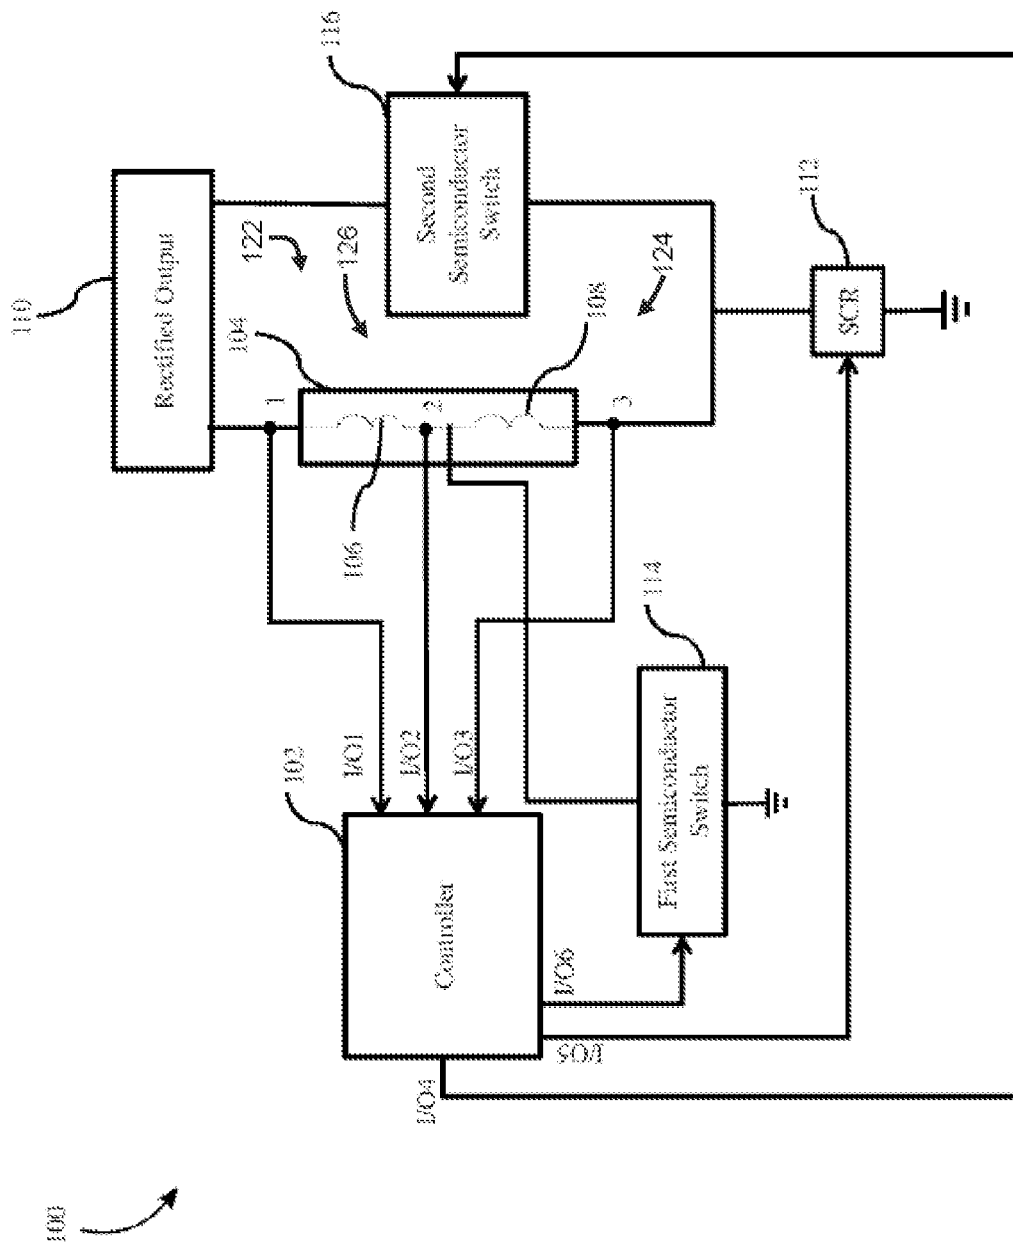 100
110
Rectified Output
116
Second
Semiconductor
Switch
122
126
124
104
108
106
1
2
3
112
SCR
114
First Semiconductor
Switch
102
Controller
I/O1
I/O2
I/O3
I/O4
I/O5
I/O6